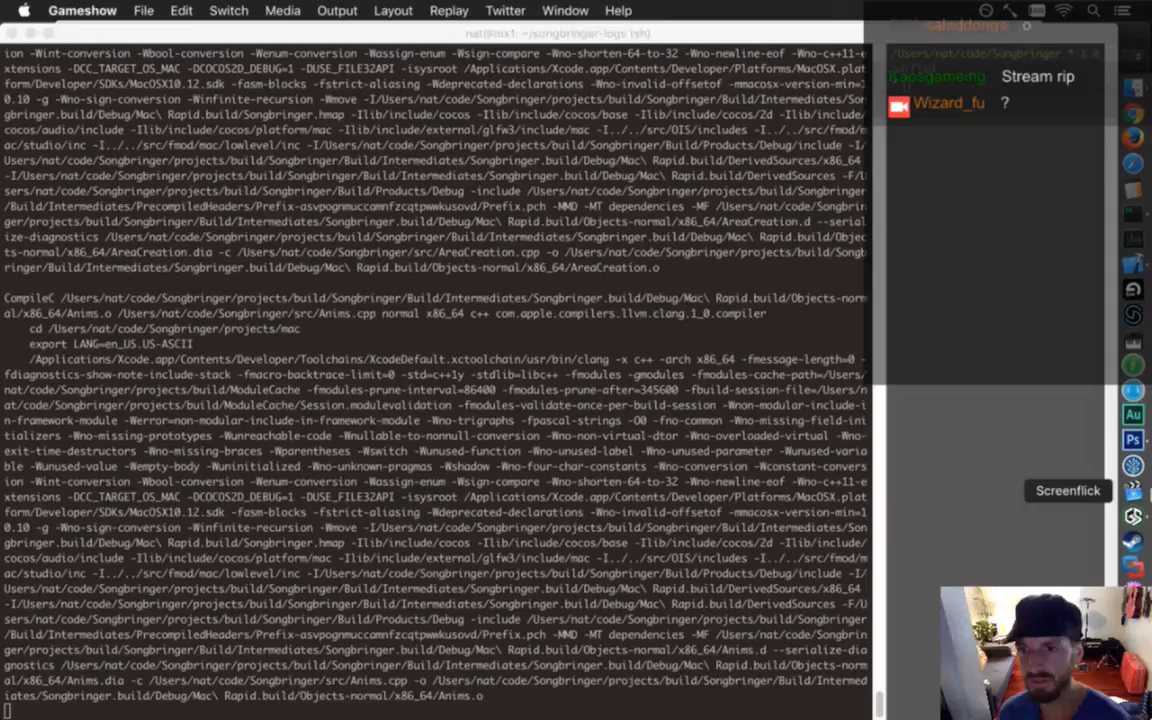 Gameshow File Edit Switch Media Output Layout Replay Twitter Window Help
nat@mx1: ~/songbringer-logs (sh)
saladdongs o
/Users/nat/code/Songbringer
Kaosgameing Stream rip
Wizard_fu ?
ion -Wint-conversion -Wbool-conversion -Wenum-conversion -Wassign-enum -Wsign-compare -Wno-shorten-64-to-32 -Wno-newline-eof -Wno-c++11-e
xtensions -DCC_TARGET_OS_MAC -DCOCOS2D_DEBUG=1 -DUSE_FILE32API -isysroot /Applications/Xcode.app/Contents/Developer/Platforms/MacOSX.plat
form/Developer/SDKs/MacOSX10.12.sdk -fasm-blocks -fstrict-aliasing -Wdeprecated-declarations -Wno-invalid-offsetof -mmacosx-version-min=1
0.10 -g -Wno-sign-conversion -Winfinite-recursion -Wmove -I/Users/nat/code/Songbringer/projects/build/Songbringer/Build/Intermediates/Son
gbringer.build/Debug/Mac\ Rapid.build/Songbringer.hmap -Ilib/include/cocos -Ilib/include/cocos/base -Ilib/include/cocos/2d -Ilib/include/
cocos/audio/include -Ilib/include/cocos/platform/mac -Ilib/include/external/glfw3/include/mac -I../../src/OIS/includes -I../../src/fmod/m
ac/studio/inc -I../../src/fmod/mac/lowlevel/inc -I/Users/nat/code/Songbringer/projects/build/Songbringer/Build/Products/Debug/include -I/
Users/nat/code/Songbringer/projects/build/Songbringer/Build/Intermediates/Songbringer.build/Debug/Mac\ Rapid.build/DerivedSources/x86_64
-I/Users/nat/code/Songbringer/projects/build/Songbringer/Build/Intermediates/Songbringer.build/Debug/Mac\ Rapid.build/DerivedSources -F/U
sers/nat/code/Songbringer/projects/build/Songbringer/Build/Products/Debug -include /Users/nat/code/Songbringer/projects/build/Songbringer
/Build/Intermediates/PrecompiledHeaders/Prefix-asvpognmuccamnfzcqtpwwkusovd/Prefix.pch -MMD -MT dependencies -MF /Users/nat/code/Songbrin
ger/projects/build/Songbringer/Build/Intermediates/Songbringer.build/Debug/Mac\ Rapid.build/Objects-normal/x86_64/AreaCreation.d --serial
ize-diagnostics /Users/nat/code/Songbringer/projects/build/Songbringer/Build/Intermediates/Songbringer.build/Debug/Mac\ Rapid.build/Objec
ts-normal/x86_64/AreaCreation.dia -c /Users/nat/code/Songbringer/src/AreaCreation.cpp -o /Users/nat/code/Songbringer/projects/build/Songb
ringer/Build/Intermediates/Songbringer.build/Debug/Mac\ Rapid.build/Objects-normal/x86_64/AreaCreation.o
CompileC /Users/nat/code/Songbringer/projects/build/Songbringer/Build/Intermediates/Songbringer.build/Debug/Mac\ Rapid.build/Objects-norm
al/x86_64/Anims.o /Users/nat/code/Songbringer/src/Anims.cpp normal x86_64 c++ com.apple.compilers.llvm.clang.1_0.compiler
cd /Users/nat/code/Songbringer/projects/mac
export LANG=en_US.US-ASCII
/Applications/Xcode.app/Contents/Developer/Toolchains/XcodeDefault.xctoolchain/usr/bin/clang -x c++ -arch x86_64 -fmessage-length=0 -
fdiagnostics-show-note-include-stack -fmacro-backtrace-limit=0 -std=c++1y -stdlib=libc++ -fmodules -gmodules -fmodules-cache-path=/Users/
nat/code/Songbringer/projects/build/ModuleCache -fmodules-prune-interval=86400 -fmodules-prune-after=345600 -fbuild-session-file=/Users/n
at/code/Songbringer/projects/build/ModuleCache/Session.modulevalidation -fmodules-validate-once-per-build-session -Wnon-modular-include-i
n-framework-module -Werror=non-modular-include-in-framework-module -Wno-trigraphs -fpascal-strings -O0 -fno-common -Wno-missing-field-ini
tializers -Wno-missing-prototypes -Wunreachable-code -Wnullable-to-nonnull-conversion -Wno-non-virtual-dtor -Wno-overloaded-virtual -Wno-
exit-time-destructors -Wno-missing-braces -Wparentheses -Wswitch -Wunused-function -Wno-unused-label -Wno-unused-parameter -Wunused-varia
ble -Wunused-value -Wempty-body -Wuninitialized -Wno-unknown-pragmas -Wshadow -Wno-four-char-constants -Wno-conversion -Wconstant-convers
ion -Wint-conversion -Wbool-conversion -Wenum-conversion -Wassign-enum -Wsign-compare -Wno-shorten-64-to-32 -Wno-newline-eof -Wno-c++11-e
xtensions -DCC_TARGET_OS_MAC -DCOCOS2D_DEBUG=1 -DUSE_FILE32API -isysroot /Applications/Xcode.app/Contents/Developer/Platforms/MacOSX.plat
form/Developer/SDKs/MacOSX10.12.sdk -fasm-blocks -fstrict-aliasing -Wdeprecated-declarations -Wno-invalid-offsetof -mmacosx-version-min=1
0.10 -g -Wno-sign-conversion -Winfinite-recursion -Wmove -I/Users/nat/code/Songbringer/projects/build/Songbringer/Build/Intermediates/Son
gbringer.build/Debug/Mac\ Rapid.build/Songbringer.hmap -Ilib/include/cocos -Ilib/include/cocos/base -Ilib/include/cocos/2d -Ilib/include/
cocos/audio/include -Ilib/include/cocos/platform/mac -Ilib/include/external/glfw3/include/mac -I../../src/OIS/includes -I../../src/fmod/m
ac/studio/inc -I../../src/fmod/mac/lowlevel/inc -I/Users/nat/code/Songbringer/projects/build/Songbringer/Build/Products/Debug/include -I/
Users/nat/code/Songbringer/projects/build/Songbringer/Build/Intermediates/Songbringer.build/Debug/Mac\ Rapid.build/DerivedSources/x86_64
-I/Users/nat/code/Songbringer/projects/build/Songbringer/Build/Intermediates/Songbringer.build/Debug/Mac\ Rapid.build/DerivedSources -F/U
sers/nat/code/Songbringer/projects/build/Songbringer/Build/Products/Debug -include /Users/nat/code/Songbringer/projects/build/Songbringer
/Build/Intermediates/PrecompiledHeaders/Prefix-asvpognmuccamnfzcqtpwwkusovd/Prefix.pch -MMD -MT dependencies -MF /Users/nat/code/Songbrin
ger/projects/build/Songbringer/Build/Intermediates/Songbringer.build/Debug/Mac\ Rapid.build/Objects-normal/x86_64/Anims.d --serialize-dia
gnostics /Users/nat/code/Songbringer/projects/build/Songbringer/Build/Intermediates/Songbringer.build/Debug/Mac\ Rapid.build/Objects-norm
al/x86_64/Anims.dia -c /Users/nat/code/Songbringer/src/Anims.cpp -o /Users/nat/code/Songbringer/projects/build/Songbringer/Build/Intermed
iates/Songbringer.build/Debug/Mac\ Rapid.build/Objects-normal/x86_64/Anims.o
Au
Ps
Screenflick